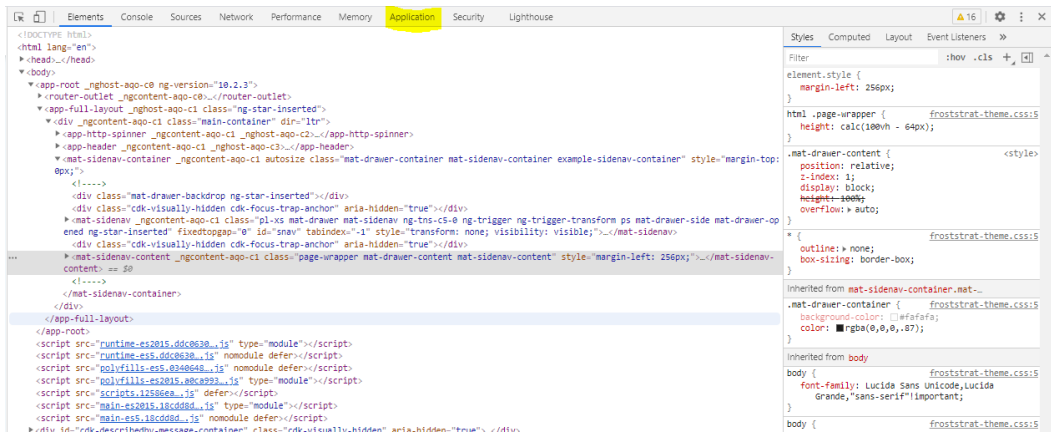 Elements Console Sources Network Performance Memory Application Security Lighthouse 16
<!DOCTYPE html>
<html lang="en">
<head>…</head>
<body>
<app-root _nghost-aqo-c0 ng-version="10.2.3">
<router-outlet _ngcontent-aqo-c0>…</router-outlet>
<app-full-layout _nghost-aqo-c1 class="ng-star-inserted">
<div _ngcontent-aqo-c1 class="main-container" dir="ltr">
<app-http-spinner _ngcontent-aqo-c1 _nghost-aqo-c2>…</app-http-spinner>
<app-header _ngcontent-aqo-c1 _nghost-aqo-c3>…</app-header>
<mat-sidenav-container _ngcontent-aqo-c1 autosize class="mat-drawer-container mat-sidenav-container example-sidenav-container" style="margin-top:
0px;">
<!---->
<div class="mat-drawer-backdrop ng-star-inserted"></div>
<div class="cdk-visually-hidden cdk-focus-trap-anchor" aria-hidden="true"></div>
<mat-sidenav _ngcontent-aqo-c1 class="pl-xs mat-drawer mat-sidenav ng-tns-c5-0 ng-trigger ng-trigger-transform ps mat-drawer-side mat-drawer-op
ened ng-star-inserted" fixedtopgap="0" id="snav" tabindex="-1" style="transform: none; visibility: visible;">…</mat-sidenav>
<div class="cdk-visually-hidden cdk-focus-trap-anchor" aria-hidden="true"></div>
… <mat-sidenav-content _ngcontent-aqo-c1 class="page-wrapper mat-drawer-content mat-sidenav-content" style="margin-left: 256px;">…</mat-sidenav-
content> == $0
<!---->
</mat-sidenav-container>
</div>
</app-full-layout>
</app-root>
<script src="runtime-es2015.ddc0630….js" type="module"></script>
<script src="runtime-es5.ddc0630….js" nomodule defer></script>
<script src="polyfills-es5.0340648….js" nomodule defer></script>
<script src="polyfills-es2015.a0ca993….js" type="module"></script>
<script src="scripts.12586ea….js" defer></script>
<script src="main-es2015.18cdd8d….js" type="module"></script>
<script src="main-es5.18cdd8d….js" nomodule defer></script>
<div id="cdk-describedby-message-container" class="cdk-visually-hidden" aria-hidden="true">…</div>
Styles Computed Layout Event Listeners »
Filter :hov .cls +
element.style {
margin-left: 256px;
}
html .page-wrapper { froststrat-theme.css:5
height: calc(100vh - 64px);
}
.mat-drawer-content { <style>
position: relative;
z-index: 1;
display: block;
height: 100%;
overflow: auto;
}
* { froststrat-theme.css:5
outline: none;
box-sizing: border-box;
}
Inherited from mat-sidenav-container.mat-…
.mat-drawer-container { froststrat-theme.css:5
background-color: #fafafa;
color: rgba(0,0,0,.87);
}
Inherited from body
body { froststrat-theme.css:5
font-family: Lucida Sans Unicode,Lucida
Grande,"sans-serif"!important;
}
body { froststrat-theme.css:5